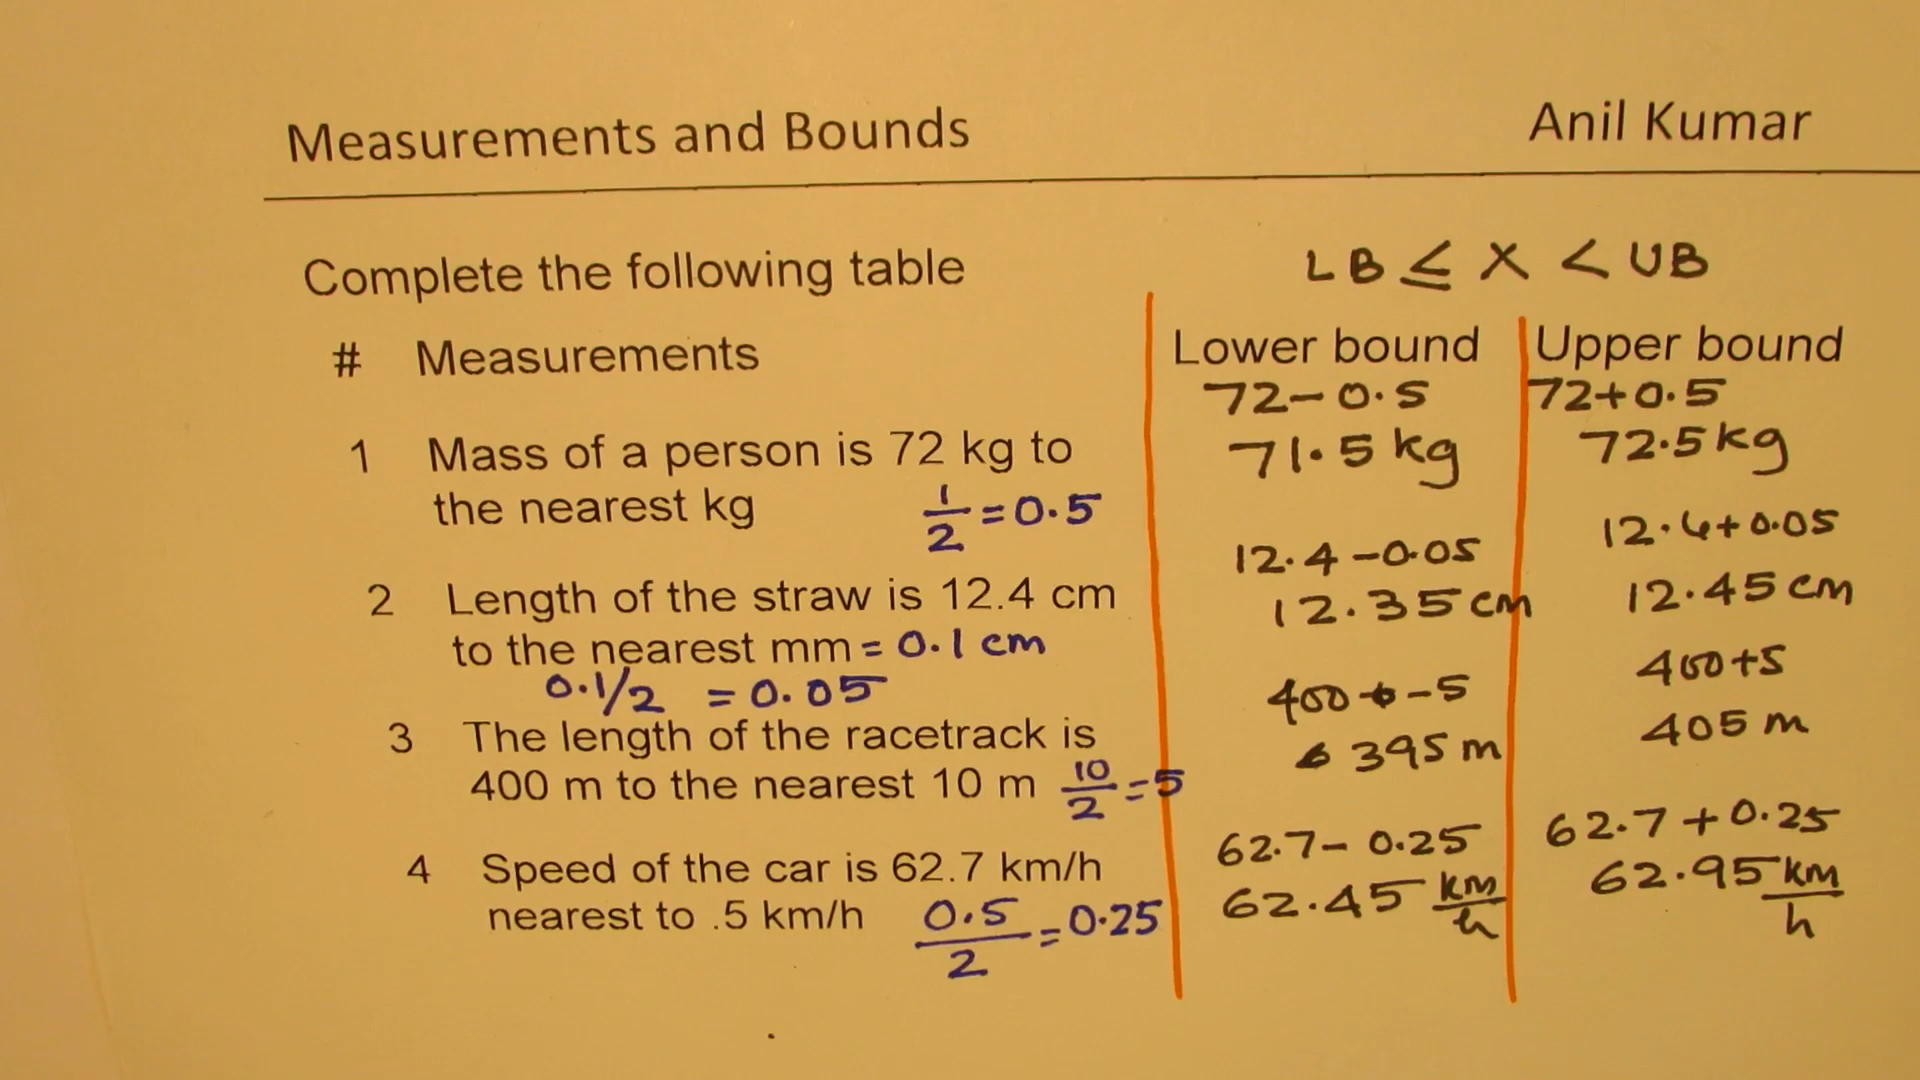 Measurements and Bounds
Anil Kumar
Complete the following table
LB ≤ X < UB
# Measurements
Lower bound
Upper bound
72-0.5
72+0.5
1 Mass of a person is 72 kg to
71.5 kg
72.5 kg
the nearest kg
1/2 = 0.5
12.4-0.05
12.4+0.05
2 Length of the straw is 12.4 cm
12.35 cm
12.45 cm
to the nearest mm = 0.1 cm
0.1/2 = 0.05
400-5
400+5
3 The length of the racetrack is
395 m
405 m
400 m to the nearest 10 m 10/2 = 5
62.7-0.25
62.7+0.25
4 Speed of the car is 62.7 km/h
62.45 km/h
62.95 km/h
nearest to .5 km/h 0.5/2 = 0.25